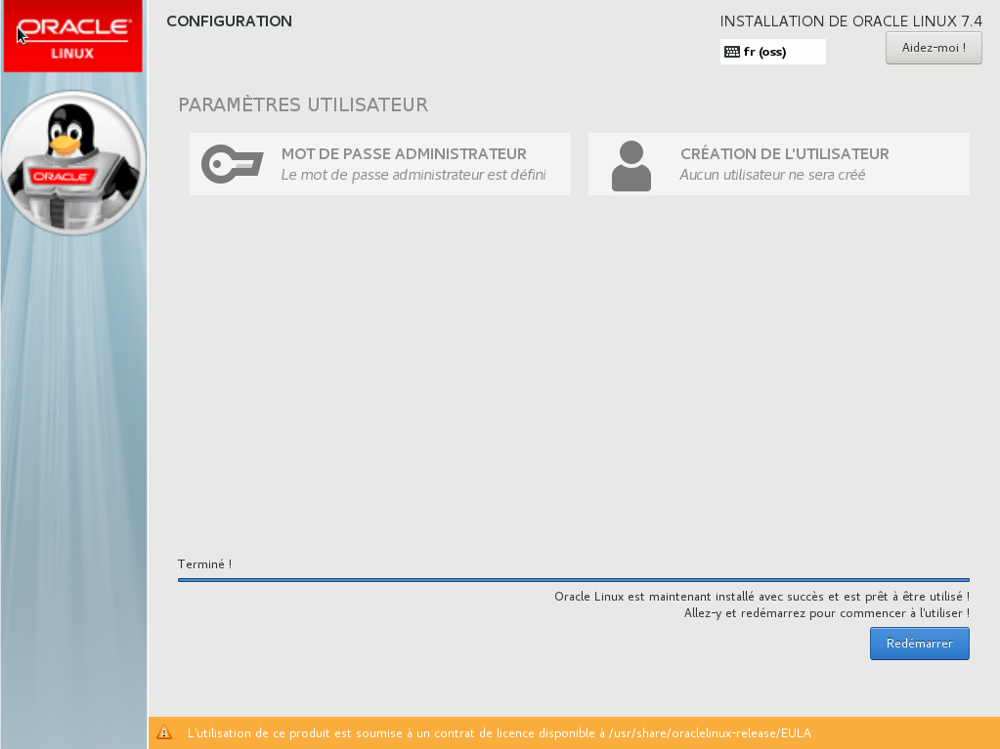 ORACLE
LINUX
ORACLE
CONFIGURATION
INSTALLATION DE ORACLE LINUX 7.4
fr (oss)
Aidez-moi !
PARAMÈTRES UTILISATEUR
MOT DE PASSE ADMINISTRATEUR
Le mot de passe administrateur est défini
CRÉATION DE L'UTILISATEUR
Aucun utilisateur ne sera créé
Terminé !
Oracle Linux est maintenant installé avec succès et est prêt à être utilisé !
Allez-y et redémarrez pour commencer à l'utiliser !
Redémarrer
L'utilisation de ce produit est soumise à un contrat de licence disponible à /usr/share/oraclelinux-release/EULA